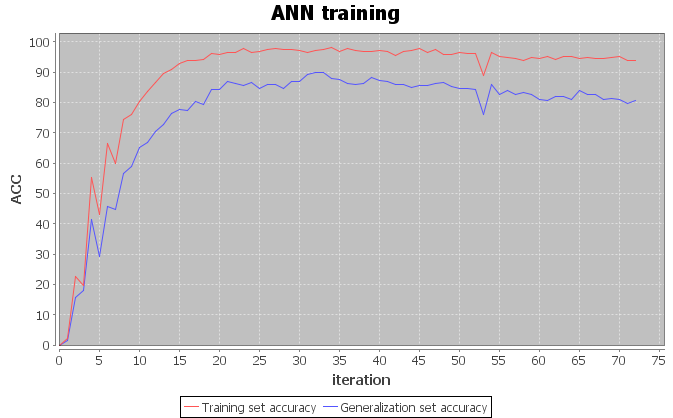 ANN training
ACC
100
90
80
70
60
50
40
30
20
10
0
0 5 10 15 20 25 30 35 40 45 50 55 60 65 70 75
iteration
Training set accuracy Generalization set accuracy